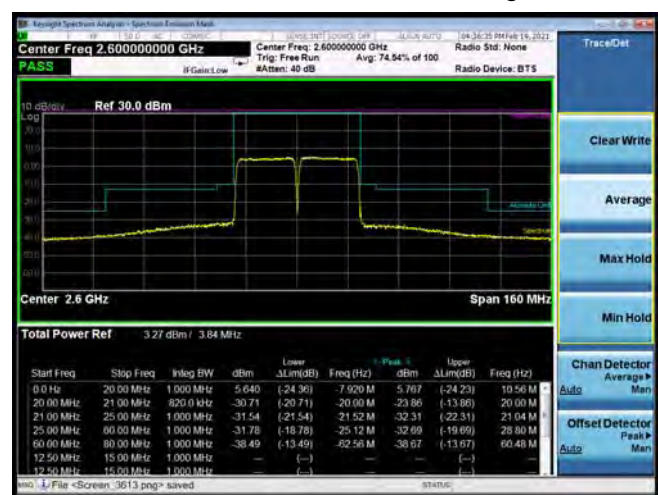 Keysight Spectrum Analyzer - Spectrum Emission Mask
Center Freq 2.600000000 GHz
Center Freq: 2.600000000 GHz
Radio Std: None
Trace/Det
04:36:35 PM Feb 19, 2021
PASS
IFGain:Low
Trig: Free Run
Avg: 74.54% of 100
#Atten: 40 dB
Radio Device: BTS
10 dB/div
Ref 30.0 dBm
Log
Clear Write
Average
Max Hold
Min Hold
Center 2.6 GHz
Span 160 MHz
Total Power Ref 3.27 dBm / 3.84 MHz
Lower
Peak
Upper
Start Freq Stop Freq Integ BW dBm ΔLim(dB) Freq (Hz) dBm ΔLim(dB) Freq (Hz)
0.0 Hz 20.00 MHz 1.000 MHz 5.640 (-24.36) -7.920 M 5.767 (-24.23) 10.56 M
20.00 MHz 21.00 MHz 820.0 kHz -30.71 (-20.71) -20.00 M -23.86 (-13.86) 20.00 M
21.00 MHz 25.00 MHz 1.000 MHz -31.54 (-21.54) -21.52 M -32.31 (-22.31) 21.04 M
25.00 MHz 60.00 MHz 1.000 MHz -31.78 (-18.78) -25.12 M -32.69 (-19.69) 28.80 M
60.00 MHz 80.00 MHz 1.000 MHz -38.49 (-13.49) -62.56 M -38.67 (-13.67) 60.48 M
12.50 MHz 15.00 MHz 1.000 MHz --- (---) --- --- (---) ---
12.50 MHz 15.00 MHz 1.000 MHz --- (---) --- --- (---) ---
Chan Detector
Average
Auto Man
Offset Detector
Peak
Auto Man
MSG File <Screen_3613.png> saved
STATUS